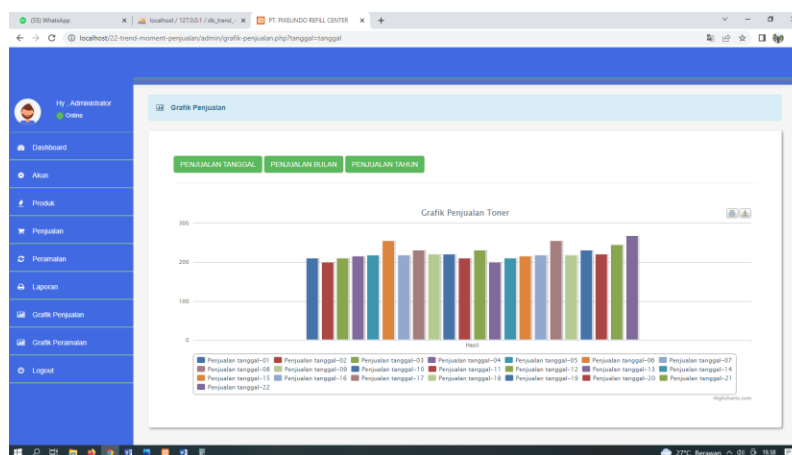 (55) WhatsApp
localhost / 127.0.0.1 / db_trend_
PT. PIXELINDO REFILL CENTER
localhost/22-trend-moment-penjualan/admin/grafik-penjualan.php?tanggal=tanggal
Hy , Administrator
Online
Dashboard
Akun
Produk
Penjualan
Peramalan
Laporan
Grafik Penjualan
Grafik Peramalan
Logout
Grafik Penjualan
PENJUALAN TANGGAL PENJUALAN BULAN PENJUALAN TAHUN
Grafik Penjualan Toner
300
200
100
0
Hasil
Penjualan tanggal-01 Penjualan tanggal-02 Penjualan tanggal-03 Penjualan tanggal-04 Penjualan tanggal-05 Penjualan tanggal-06 Penjualan tanggal-07
Penjualan tanggal-08 Penjualan tanggal-09 Penjualan tanggal-10 Penjualan tanggal-11 Penjualan tanggal-12 Penjualan tanggal-13 Penjualan tanggal-14
Penjualan tanggal-15 Penjualan tanggal-16 Penjualan tanggal-17 Penjualan tanggal-18 Penjualan tanggal-19 Penjualan tanggal-20 Penjualan tanggal-21
Penjualan tanggal-22
Highcharts.com
27°C Berawan 19.58